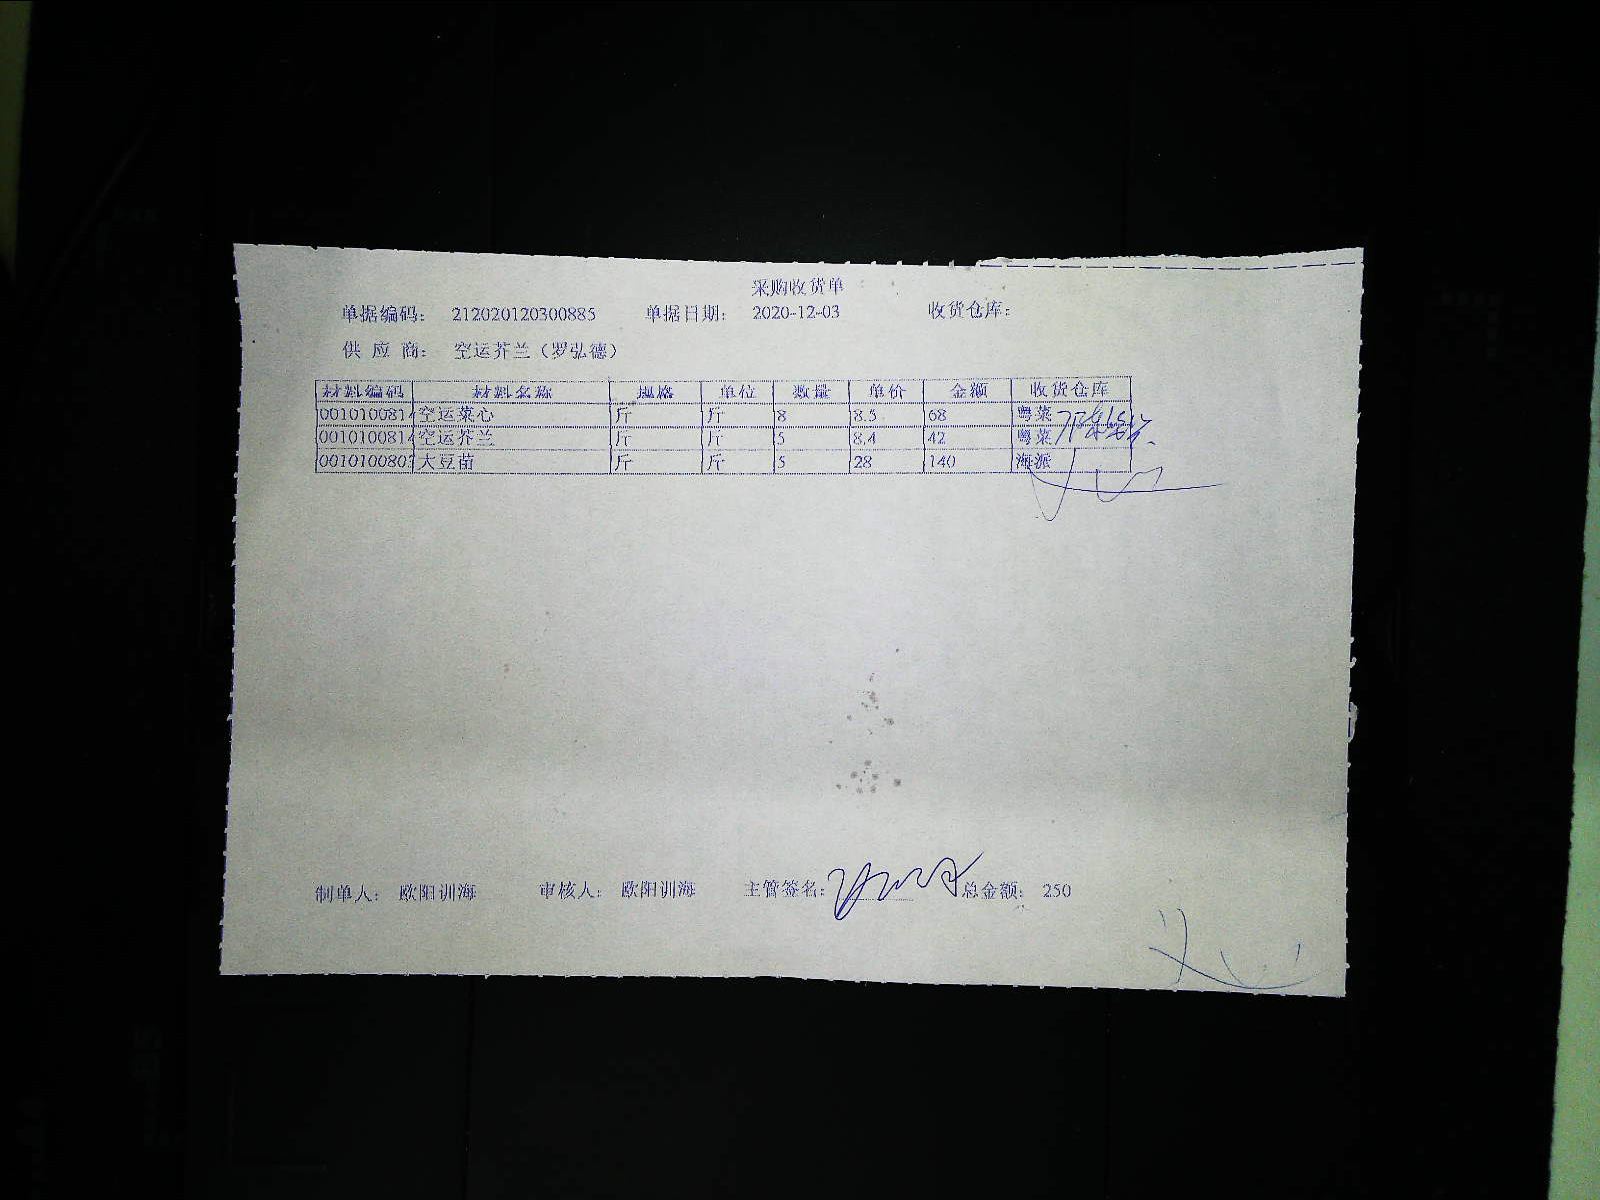 采购收货单
单据编码： 212020120300885 单据日期： 2020-12-03 收货仓库：
供 应 商： 空运芥兰（罗弘德）
材料编码 材料名称 规格 单位 数量 单价 金额 收货仓库
0010100814 空运菜心 斤 斤 8 8.5 68 粤菜
0010100814 空运芥兰 斤 斤 5 8.4 42 粤菜
001010080 大豆苗 斤 斤 5 28 140 海派
制单人： 欧阳训海 审核人： 欧阳训海 主管签名： 总金额： 250